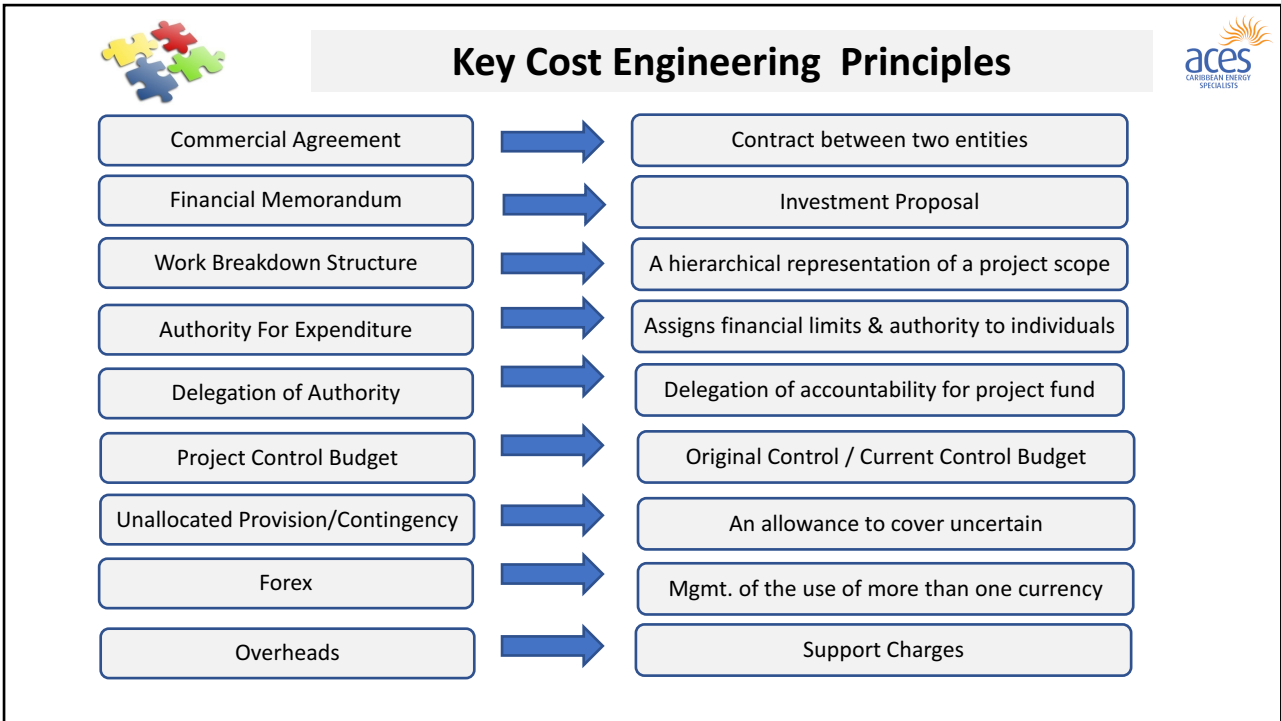 Key Cost Engineering Principles
aces
CARIBBEAN ENERGY
SPECIALISTS
Commercial Agreement
Contract between two entities
Financial Memorandum
Investment Proposal
Work Breakdown Structure
A hierarchical representation of a project scope
Authority For Expenditure
Assigns financial limits & authority to individuals
Delegation of Authority
Delegation of accountability for project fund
Project Control Budget
Original Control / Current Control Budget
Unallocated Provision/Contingency
An allowance to cover uncertain
Forex
Mgmt. of the use of more than one currency
Overheads
Support Charges